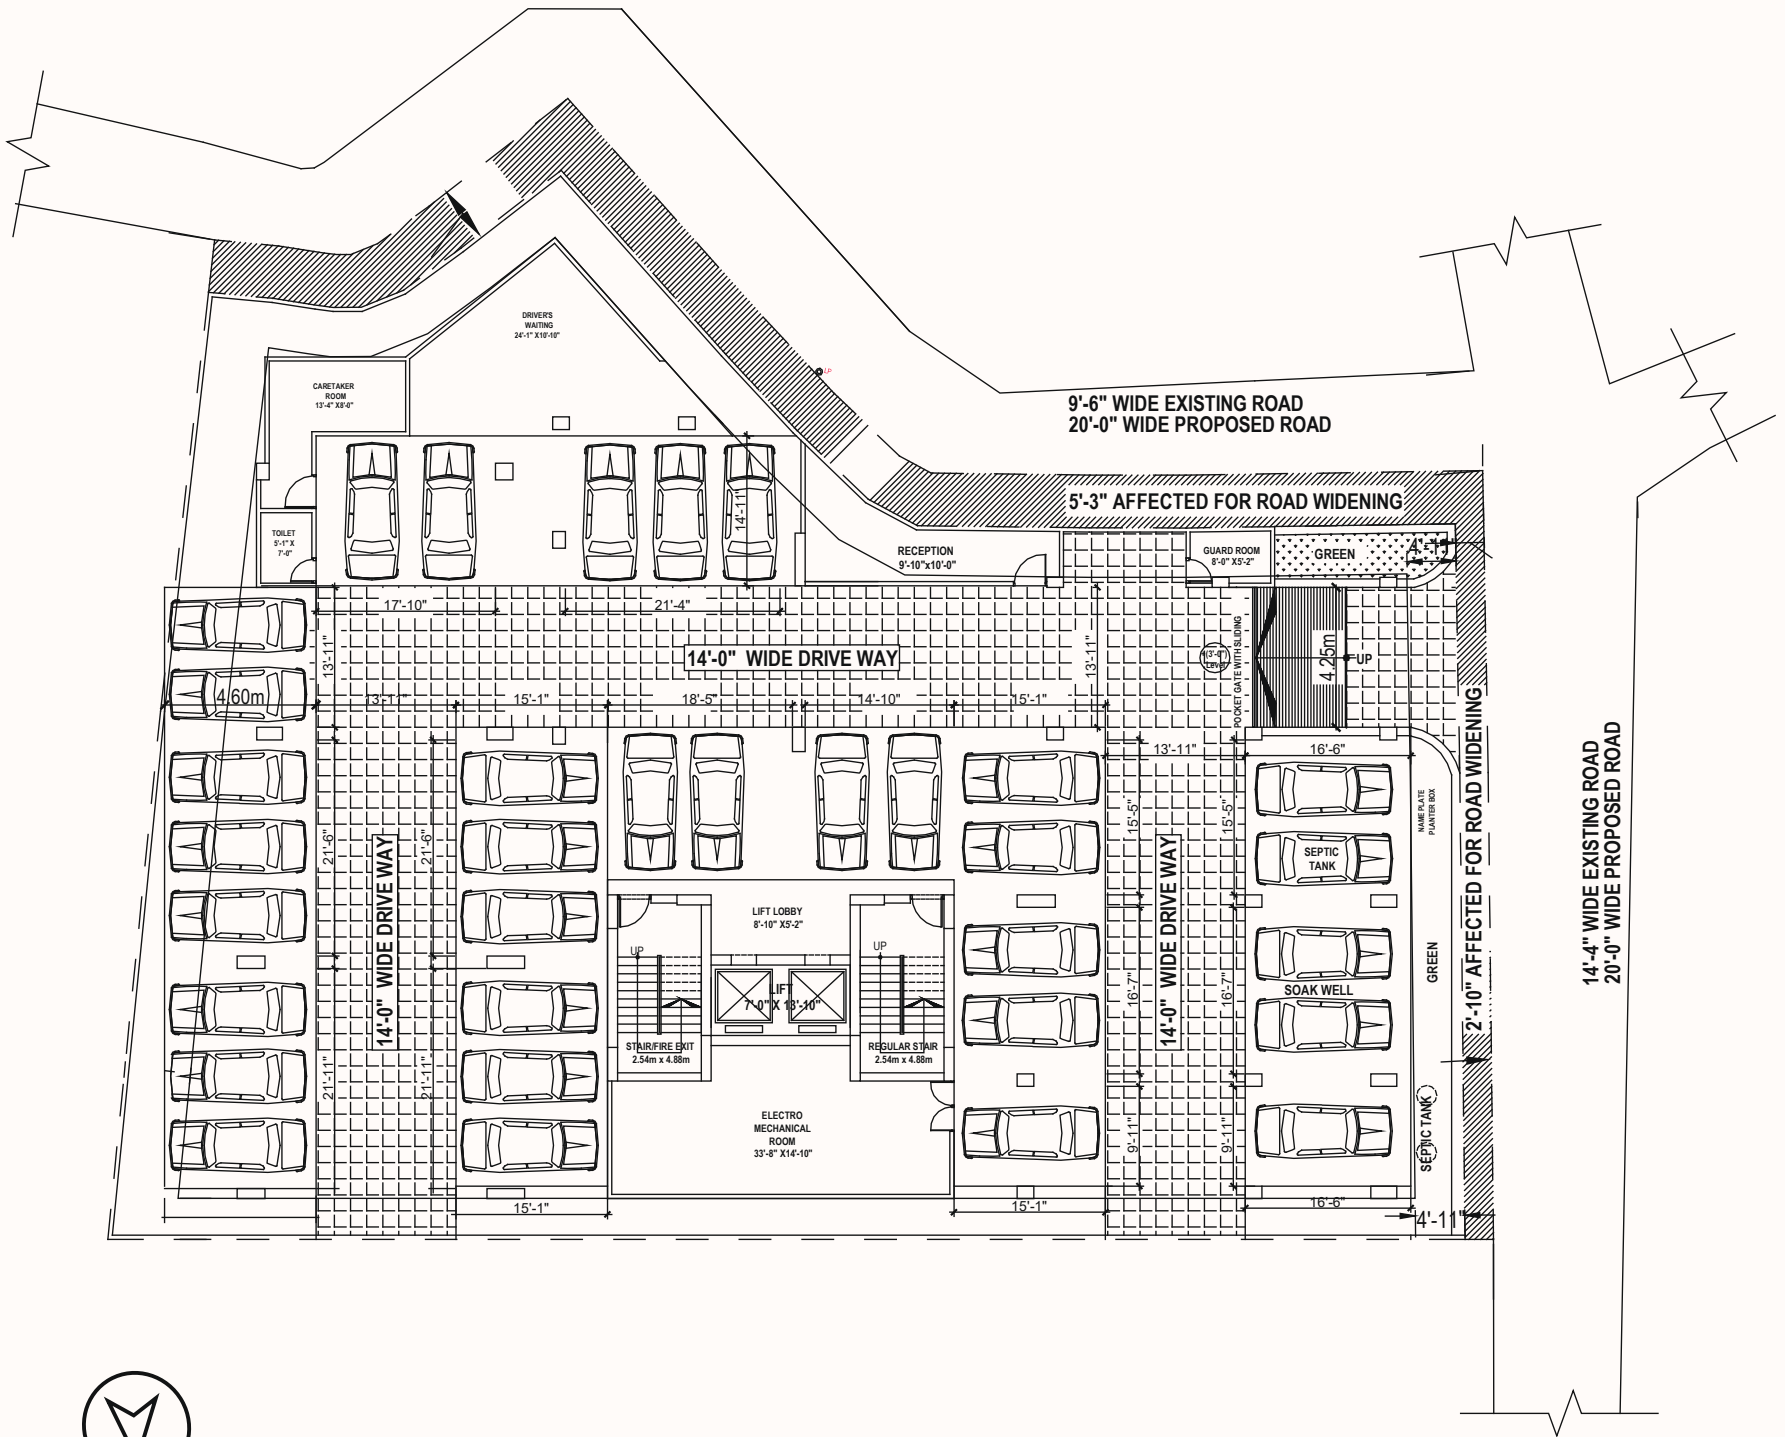 DRIVER'S
WAITING
24'-1" X10'-10"
LP
CARETAKER
ROOM
13'-4" X8'-0"
9'-6" WIDE EXISTING ROAD
20'-0" WIDE PROPOSED ROAD
5'-3" AFFECTED FOR ROAD WIDENING
14'-11"
TOILET
5'-1" X
7'-0"
RECEPTION
9'-10"x10'-0"
GUARD ROOM
8'-0" X5'-2"
GREEN
4'-11"
17'-10"
21'-4"
13'-11"
14'-0" WIDE DRIVE WAY
13'-11"
(3'-0")
Level
POCKET GATE WITH SLIDING
4.25m
UP
4.60m
13'-11"
15'-1"
18'-5"
14'-10"
15'-1"
13'-11"
16'-6"
21'-6"
21'-6"
15'-5"
15'-5"
NAME PLATE
PLANTER BOX
14'-0" WIDE DRIVE WAY
14'-0" WIDE DRIVE WAY
SEPTIC
TANK
2'-10" AFFECTED FOR ROAD WIDENING
14'-4" WIDE EXISTING ROAD
20'-0" WIDE PROPOSED ROAD
LIFT LOBBY
8'-10" X5'-2"
UP
UP
GREEN
LIFT
7'-0" X 13'-10"
16'-7"
16'-7"
SOAK WELL
STAIR/FIRE EXIT
2.54m x 4.88m
REGULAR STAIR
2.54m x 4.88m
21'-11"
21'-11"
ELECTRO
MECHANICAL
ROOM
33'-8" X14'-10"
9'-11"
9'-11"
SEPTIC TANK
15'-1"
15'-1"
16'-6"
4'-11"